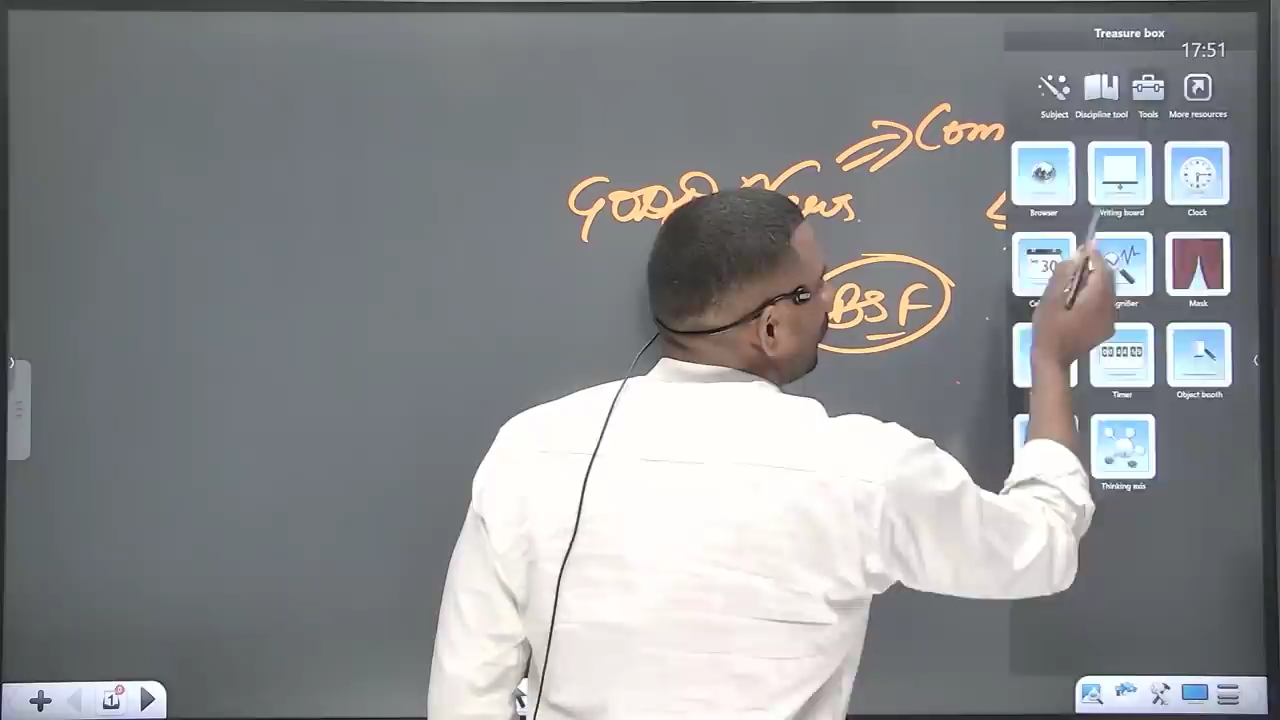 Treasure box
17:51
Subject Discipline tool Tools More resources
⇒ Com
Good News
BSF
Browser Writing board Clock
30
Mask
Timer Object booth
Thinking axis